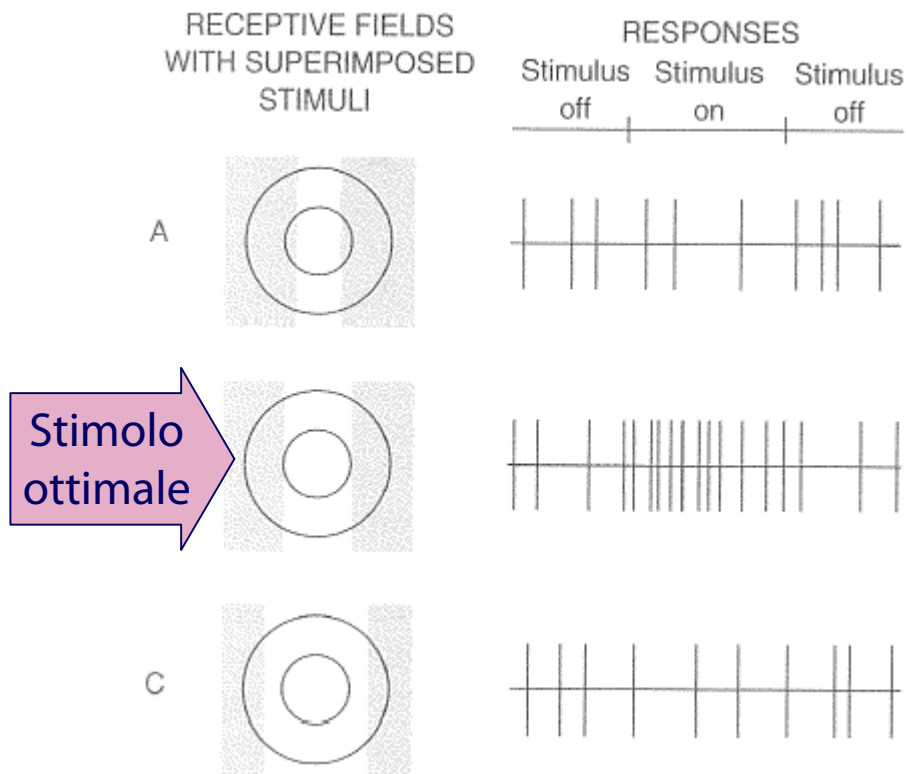 RECEPTIVE FIELDS
WITH SUPERIMPOSED
STIMULI
RESPONSES
Stimulus off
Stimulus on
Stimulus off
A
Stimolo
ottimale
C